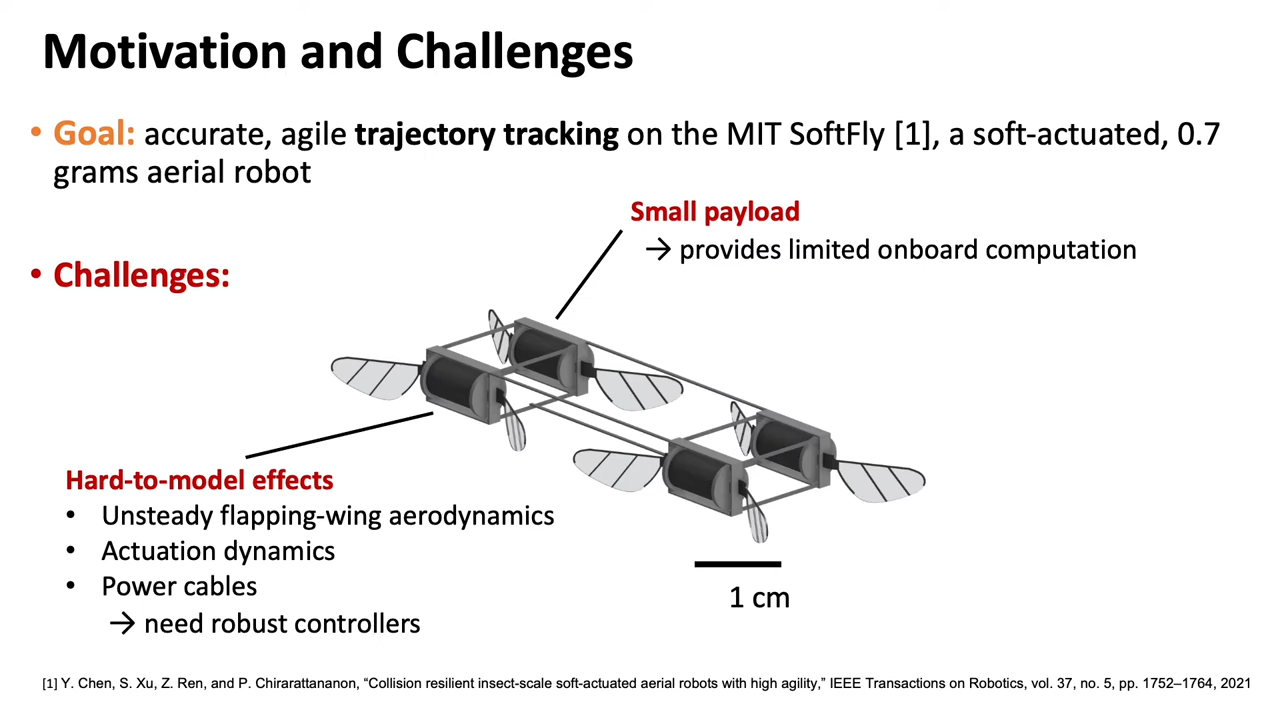 Motivation and Challenges
• Goal: accurate, agile trajectory tracking on the MIT SoftFly [1], a soft-actuated, 0.7
grams aerial robot
Small payload
→ provides limited onboard computation
• Challenges:
Hard-to-model effects
• Unsteady flapping-wing aerodynamics
• Actuation dynamics
• Power cables
→ need robust controllers
1 cm
[1] Y. Chen, S. Xu, Z. Ren, and P. Chirarattananon, “Collision resilient insect-scale soft-actuated aerial robots with high agility,” IEEE Transactions on Robotics, vol. 37, no. 5, pp. 1752–1764, 2021